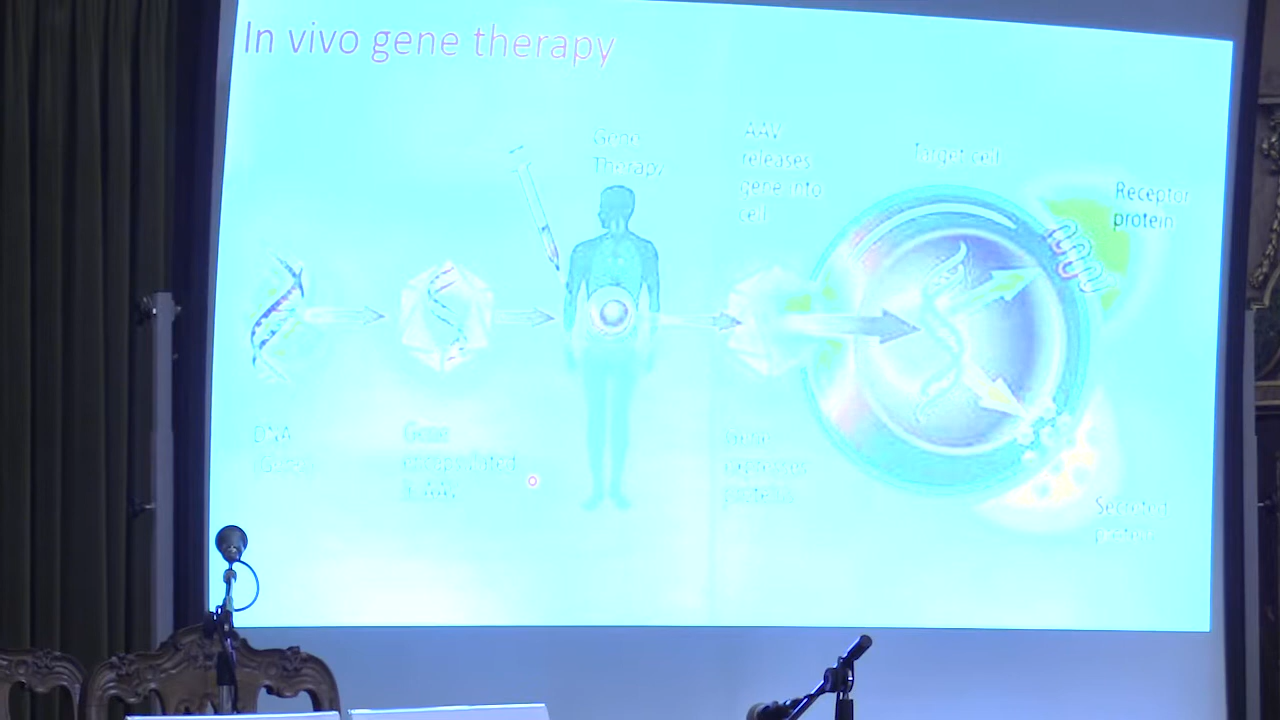 In vivo gene therapy
Gene
Therapy
AAV
releases
gene into
cell
Target cell
Receptor
protein
DNA
(Gene)
Gene
encapsulated
in AAV
Gene
expresses
proteins
Secreted
protein